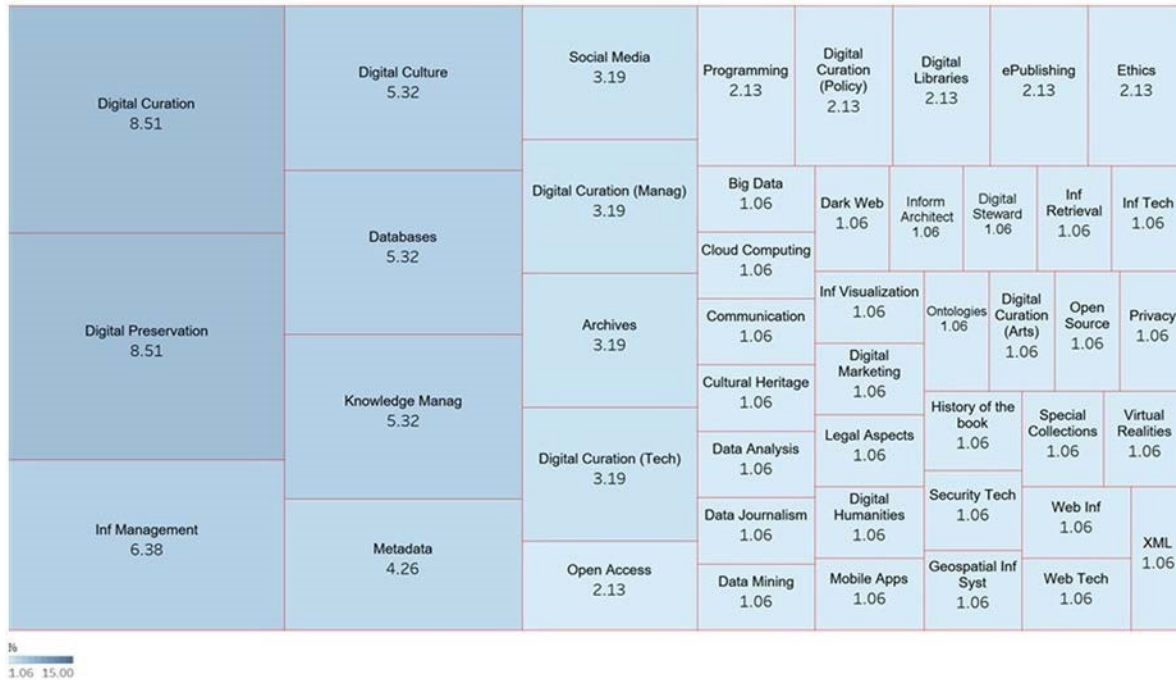 Digital Curation
8.51
Digital Preservation
8.51
Inf Management
6.38
Digital Culture
5.32
Databases
5.32
Knowledge Manag
5.32
Metadata
4.26
Social Media
3.19
Digital Curation (Manag)
3.19
Archives
3.19
Digital Curation (Tech)
3.19
Open Access
2.13
Programming
2.13
Digital
Curation
(Policy)
2.13
Digital
Libraries
2.13
ePublishing
2.13
Ethics
2.13
Big Data
1.06
Cloud Computing
1.06
Communication
1.06
Cultural Heritage
1.06
Data Analysis
1.06
Data Journalism
1.06
Data Mining
1.06
Dark Web
1.06
Inform
Architect
1.06
Digital
Steward
1.06
Inf
Retrieval
1.06
Inf Tech
1.06
Inf Visualization
1.06
Digital
Marketing
1.06
Legal Aspects
1.06
Digital
Humanities
1.06
Mobile Apps
1.06
Ontologies
1.06
Digital
Curation
(Arts)
1.06
Open
Source
1.06
Privacy
1.06
History of the
book
1.06
Security Tech
1.06
Geospatial Inf
Syst
1.06
Special
Collections
1.06
Virtual
Realities
1.06
Web Inf
1.06
Web Tech
1.06
XML
1.06
%
1.06 15.00